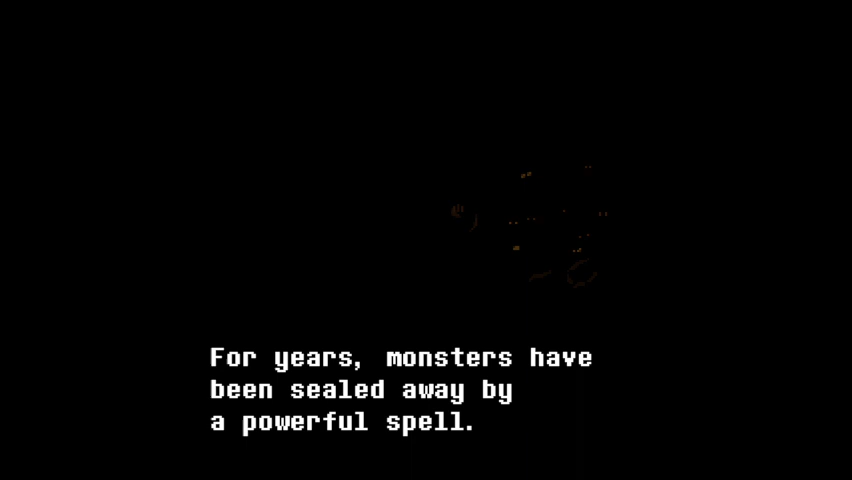 For years, monsters have
been sealed away by
a powerful spell.